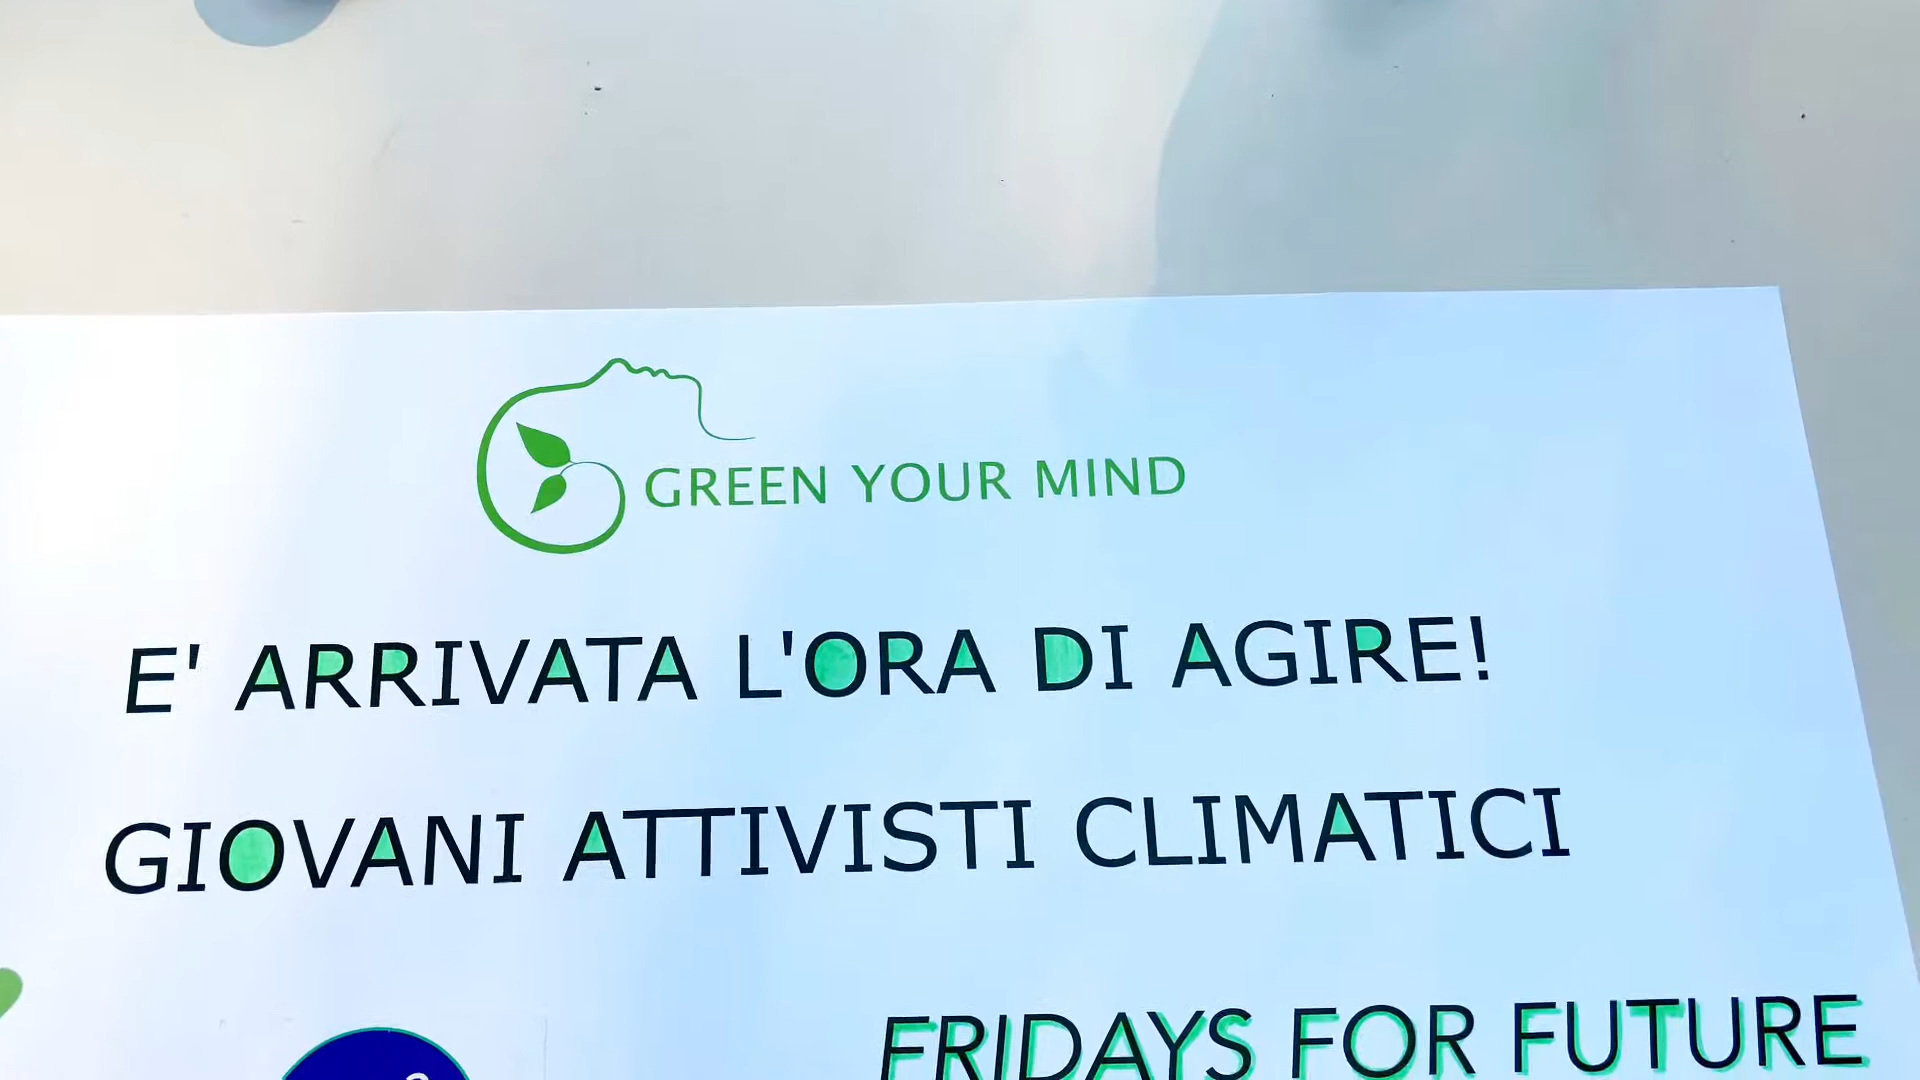 GREEN YOUR MIND
E' ARRIVATA L'ORA DI AGIRE!
GIOVANI ATTIVISTI CLIMATICI
FRIDAYS FOR FUTURE